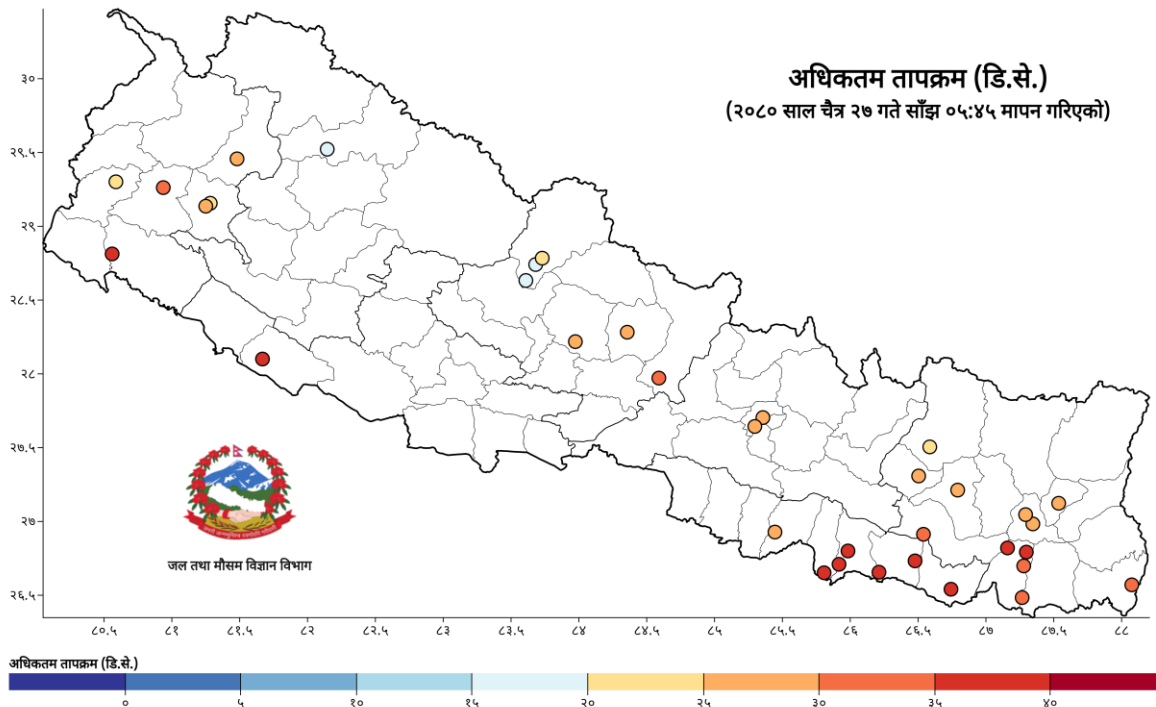 अधिकतम तापक्रम (डि.से.)
(२०८० साल चैत्र २७ गते साँझ ०५:४५ मापन गरिएको)
३०
२९.५
२९
२८.५
२८
२७.५
२७
२६.५
जल तथा मौसम विज्ञान विभाग
८०.५ ८१ ८१.५ ८२ ८२.५ ८३ ८३.५ ८४ ८४.५ ८५ ८५.५ ८६ ८६.५ ८७ ८७.५ ८८
अधिकतम तापक्रम (डि.से.)
० ५ १० १५ २० २५ ३० ३५ ४०